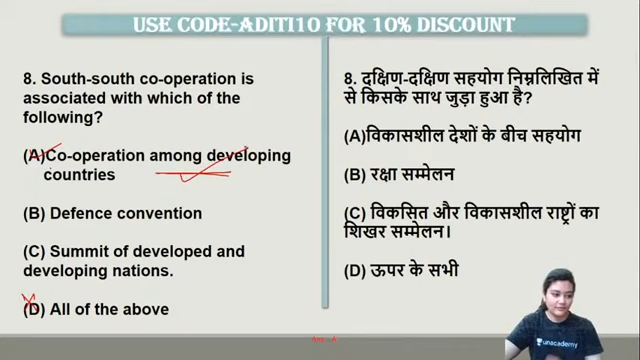 USE CODE-ADITI10 FOR 10% DISCOUNT
8. South-south co-operation is
associated with which of the
following?
(A)Co-operation among developing
countries
(B) Defence convention
(C) Summit of developed and
developing nations.
(D) All of the above
8. दक्षिण-दक्षिण सहयोग निम्नलिखित में
से किसके साथ जुड़ा हुआ है?
(A)विकासशील देशों के बीच सहयोग
(B) रक्षा सम्मेलन
(C) विकसित और विकासशील राष्ट्रों का
शिखर सम्मेलन।
(D) ऊपर के सभी
unacademy
Ans - A